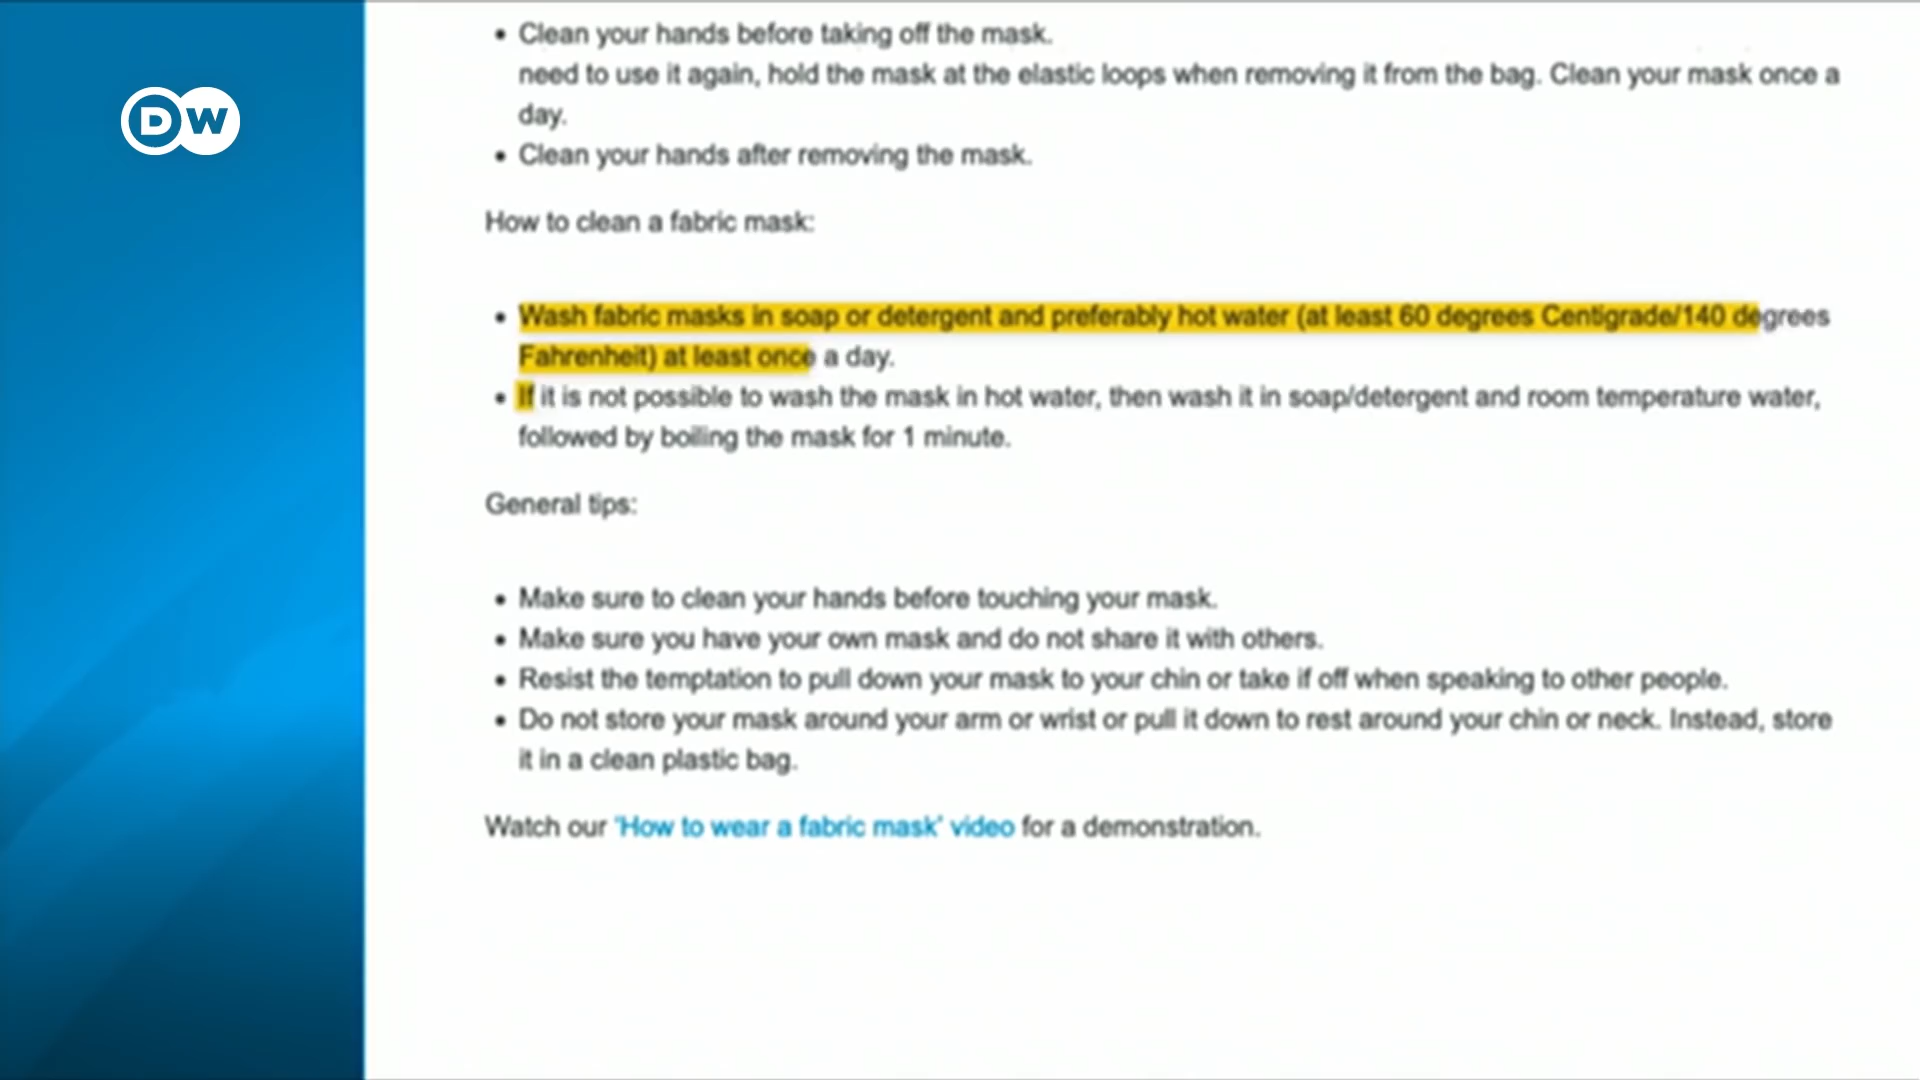 DW
• Clean your hands before taking off the mask.
need to use it again, hold the mask at the elastic loops when removing it from the bag. Clean your mask once a
day.
• Clean your hands after removing the mask.
How to clean a fabric mask:
• Wash fabric masks in soap or detergent and preferably hot water (at least 60 degrees Centigrade/140 degrees
Fahrenheit) at least once a day.
• If it is not possible to wash the mask in hot water, then wash it in soap/detergent and room temperature water,
followed by boiling the mask for 1 minute.
General tips:
• Make sure to clean your hands before touching your mask.
• Make sure you have your own mask and do not share it with others.
• Resist the temptation to pull down your mask to your chin or take if off when speaking to other people.
• Do not store your mask around your arm or wrist or pull it down to rest around your chin or neck. Instead, store
it in a clean plastic bag.
Watch our 'How to wear a fabric mask' video for a demonstration.